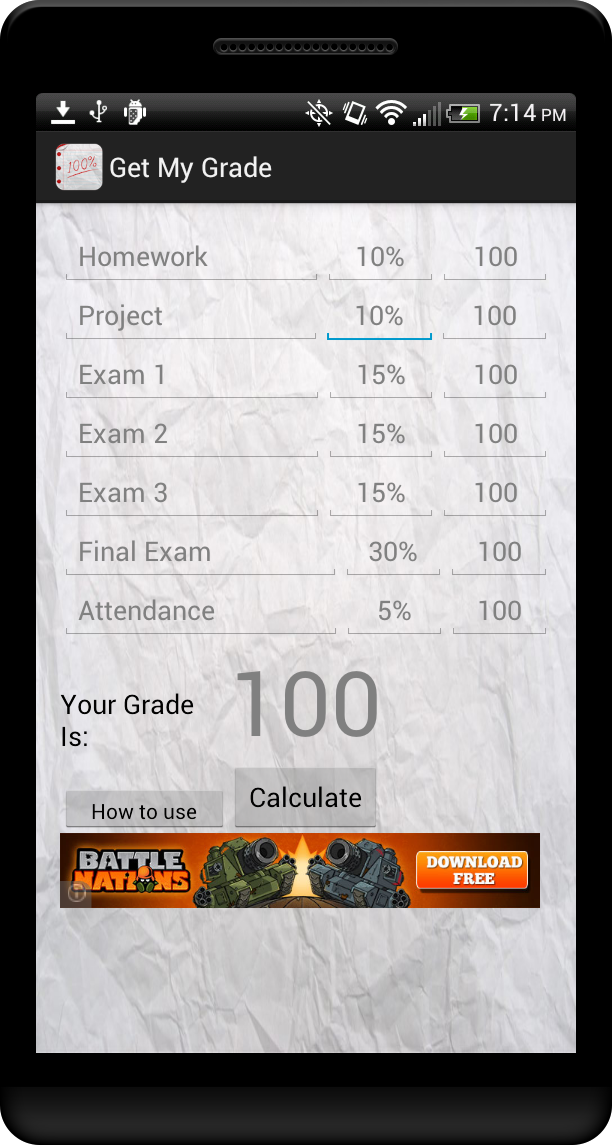 7:14 PM
100% Get My Grade
Homework 10% 100
Project 10% 100
Exam 1 15% 100
Exam 2 15% 100
Exam 3 15% 100
Final Exam 30% 100
Attendance 5% 100
Your Grade
Is:
100
How to use
Calculate
BATTLE
NATIONS
DOWNLOAD
FREE